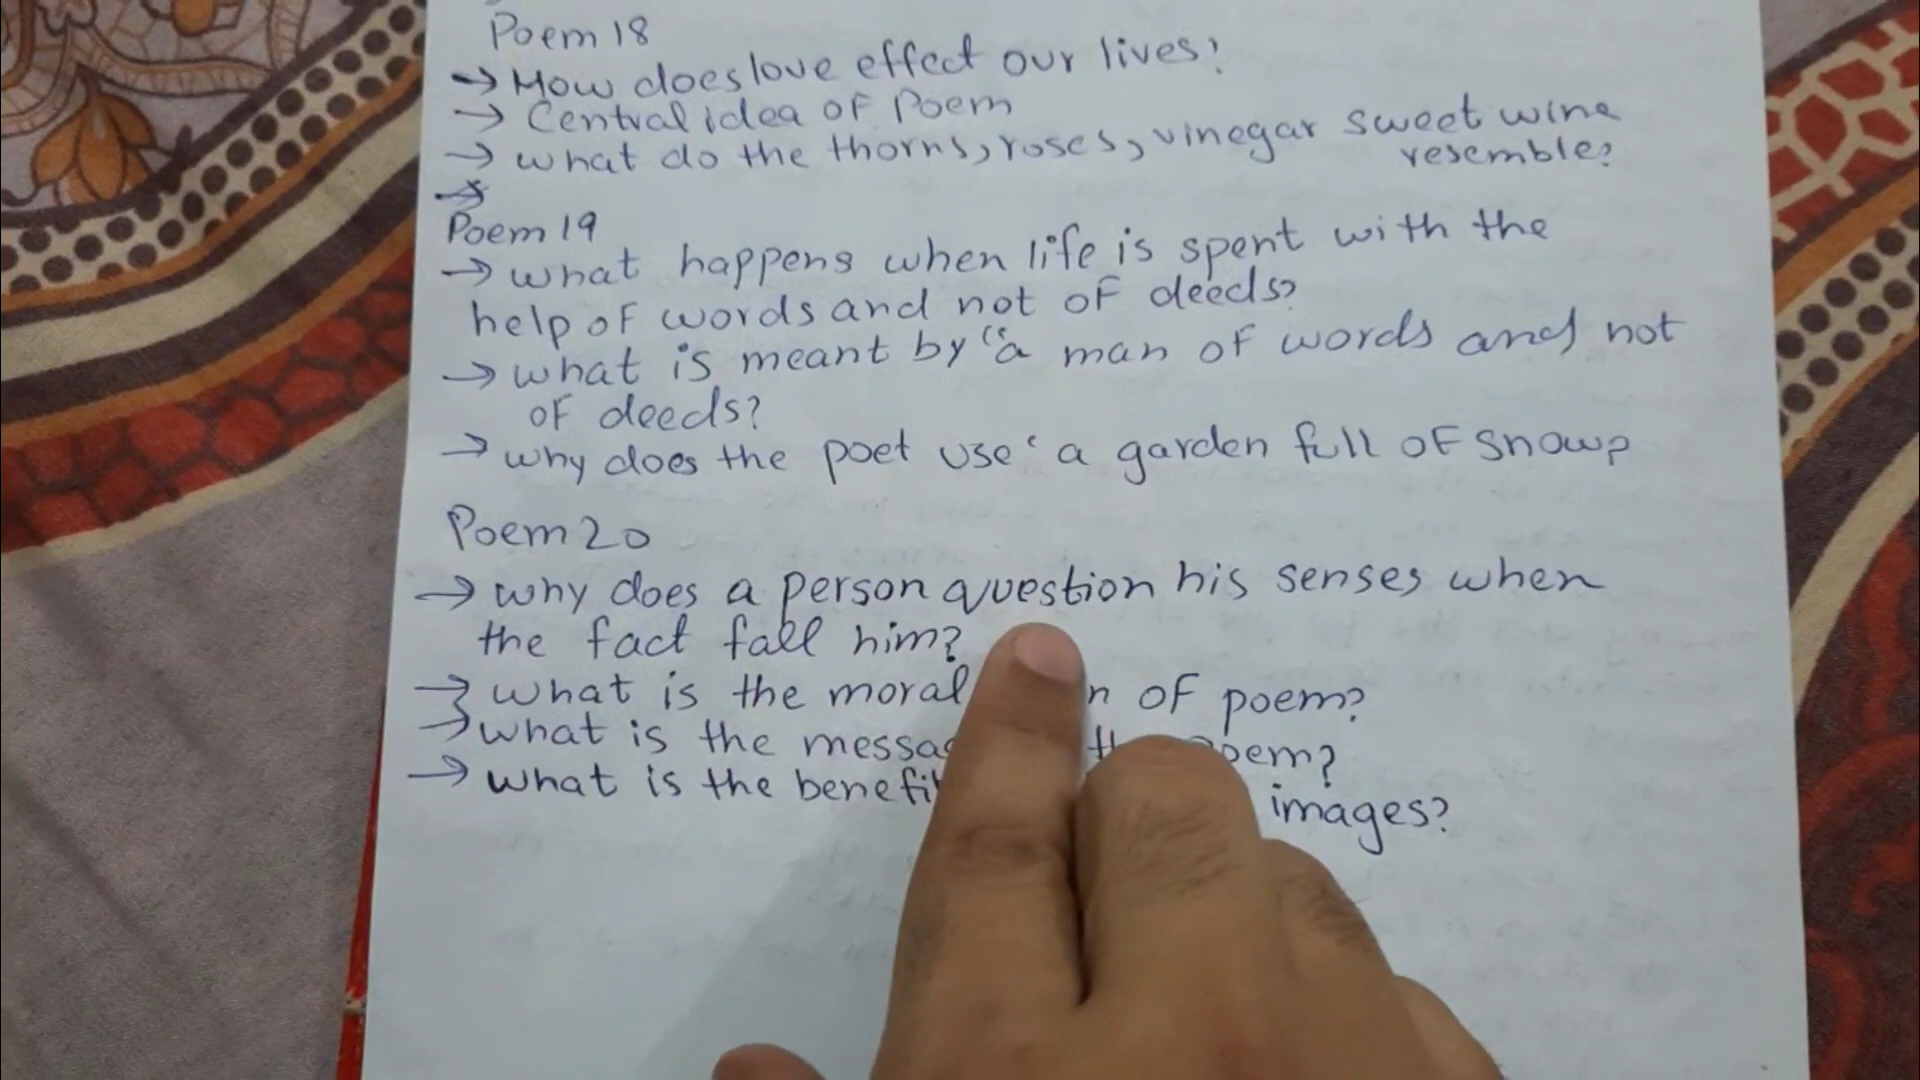 Poem 18
→ How does love effect our lives?
→ Central idea of Poem
→ what do the thorns, roses, vinegar sweet wine
resemble?
Poem 19
→ what happens when life is spent with the
help of words and not of deeds?
→ what is meant by "a man of words and not
of deeds?
→ why does the poet use ' a garden full of snow?
Poem 20
→ why does a person question his senses when
the fact fall him?
→ what is the moral of poem?
→ what is the poem?
→ what is the images?